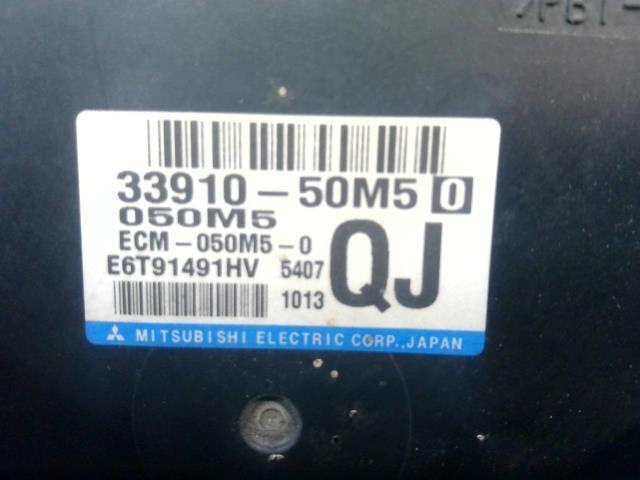 33910-50M5 0
050M5
ECM-050M5-0
QJ
E6T91491HV 5407
1013
MITSUBISHI ELECTRIC CORP., JAPAN